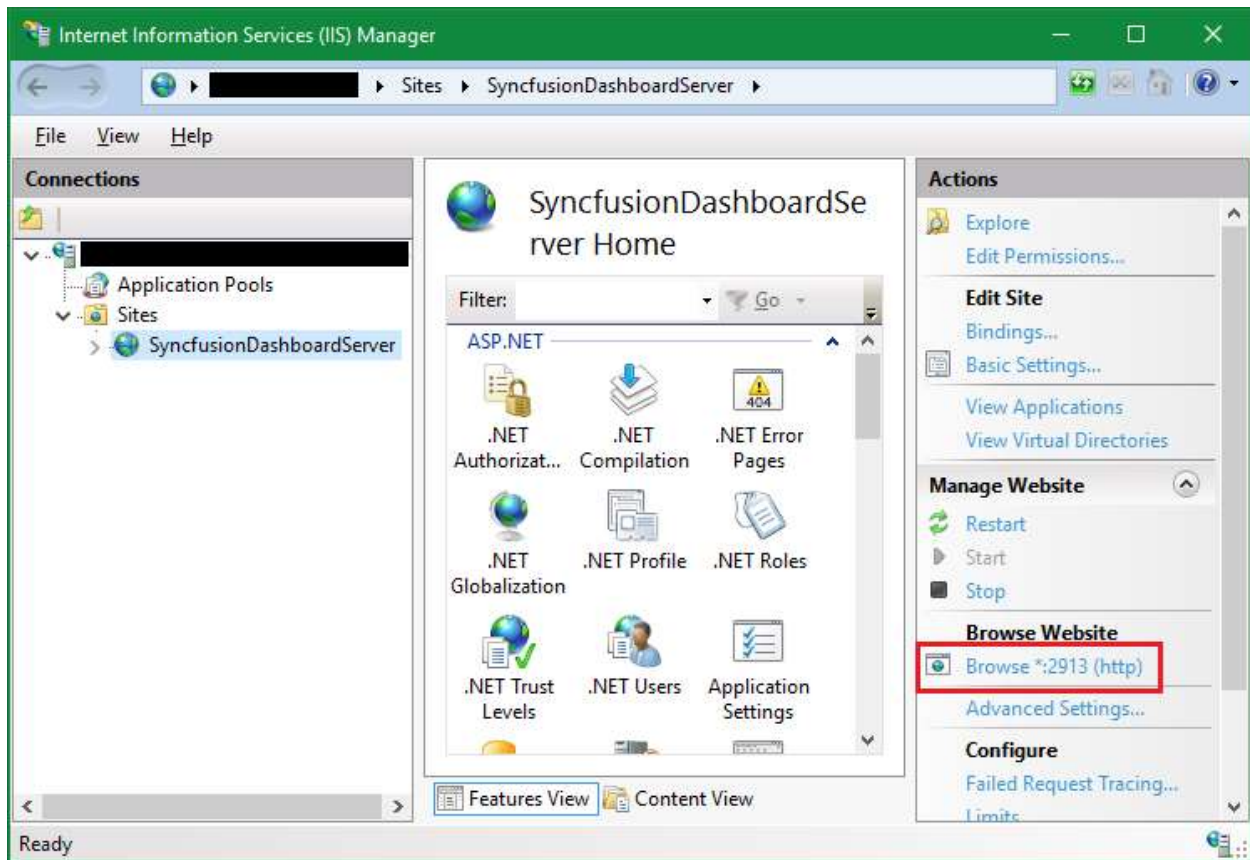 Internet Information Services (IIS) Manager
Sites SyncfusionDashboardServer
File View Help
Connections
Application Pools
Sites
SyncfusionDashboardServer
SyncfusionDashboardSe
rver Home
Filter: Go
ASP.NET
.NET Authorizat...
.NET Compilation
404
.NET Error Pages
.NET Globalization
.NET Profile
.NET Roles
.NET Trust Levels
.NET Users
Application Settings
Features View Content View
Actions
Explore
Edit Permissions...
Edit Site
Bindings...
Basic Settings...
View Applications
View Virtual Directories
Manage Website
Restart
Start
Stop
Browse Website
Browse *:2913 (http)
Advanced Settings...
Configure
Failed Request Tracing...
Limits
Ready